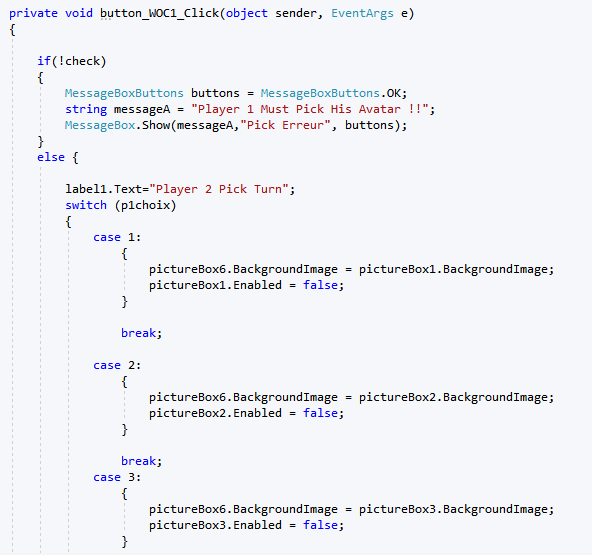 private void button_WOC1_Click(object sender, EventArgs e)
{
if(!check)
{
MessageBoxButtons buttons = MessageBoxButtons.OK;
string messageA = "Player 1 Must Pick His Avatar !!";
MessageBox.Show(messageA,"Pick Erreur", buttons);
}
else {
label1.Text="Player 2 Pick Turn";
switch (p1choix)
{
case 1:
{
pictureBox6.BackgroundImage = pictureBox1.BackgroundImage;
pictureBox1.Enabled = false;
}
break;
case 2:
{
pictureBox6.BackgroundImage = pictureBox2.BackgroundImage;
pictureBox2.Enabled = false;
}
break;
case 3:
{
pictureBox6.BackgroundImage = pictureBox3.BackgroundImage;
pictureBox3.Enabled = false;
}